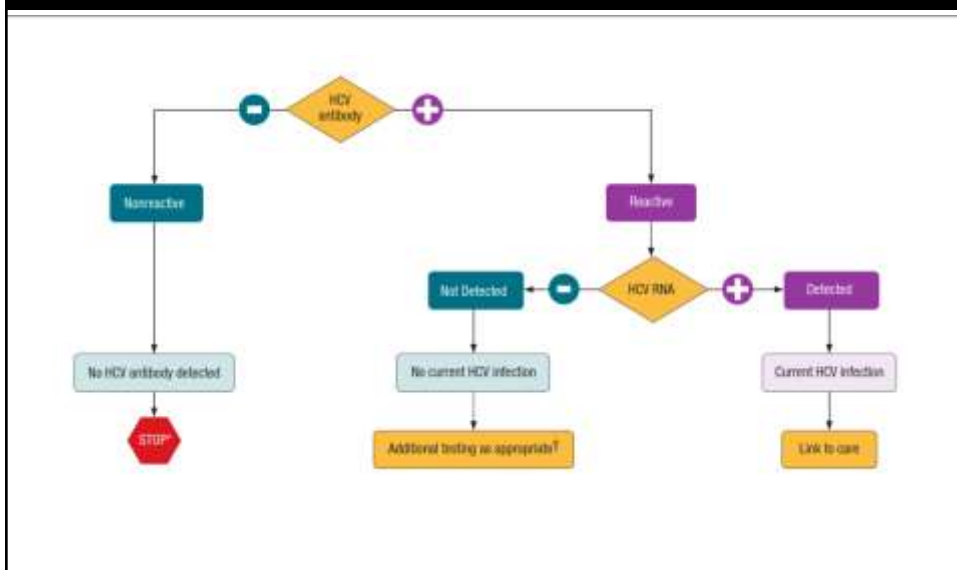 HCV
antibody
Nonreactive
Reactive
Not Detected
HCV RNA
Detected
No HCV antibody detected
No current HCV infection
Current HCV infection
STOP*
Additional testing as appropriate†
Link to care